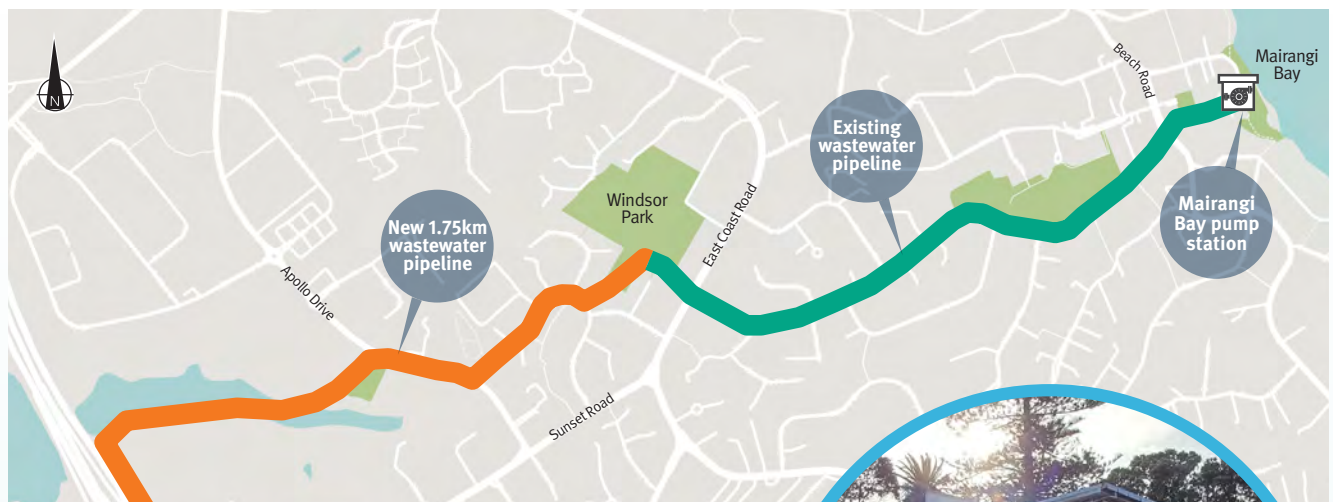 N
Beach Road
Mairangi
Bay
Existing
wastewater
pipeline
Windsor
Park
New 1.75km
wastewater
pipeline
East Coast Road
Mairangi
Bay pump
station
Apollo Drive
Sunset Road